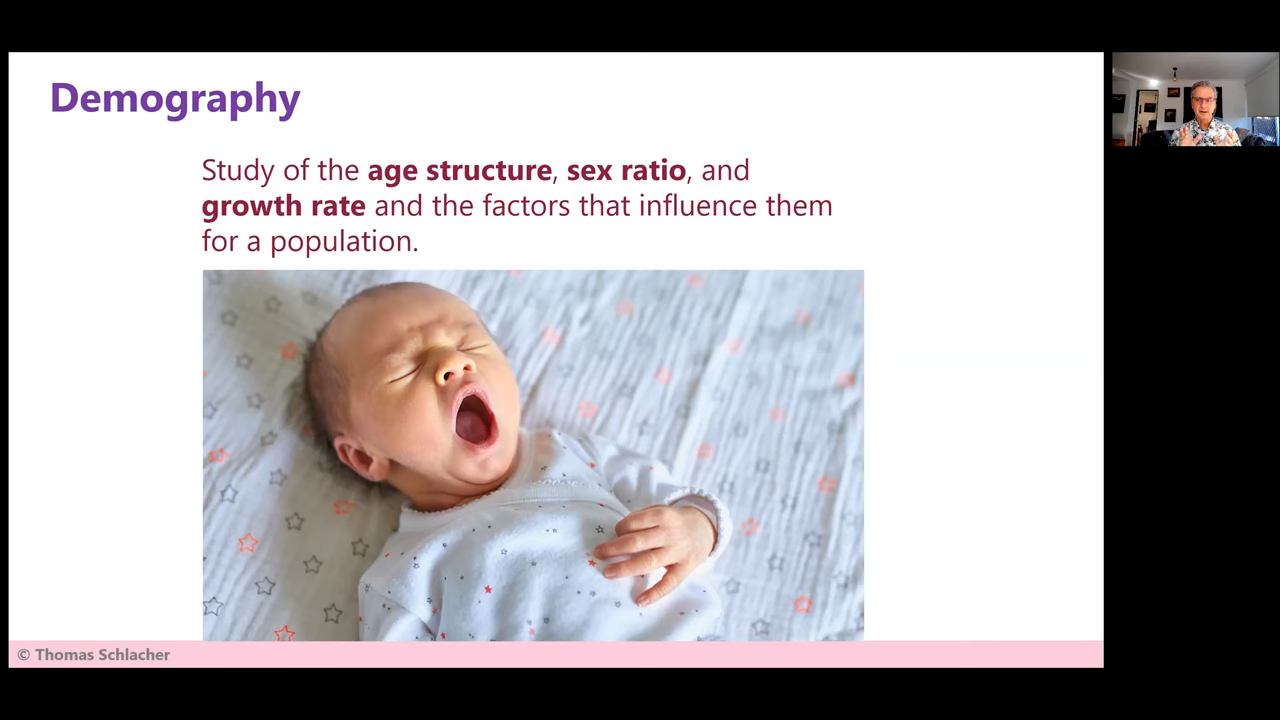 Demography
Study of the age structure, sex ratio, and
growth rate and the factors that influence them
for a population.
© Thomas Schlacher